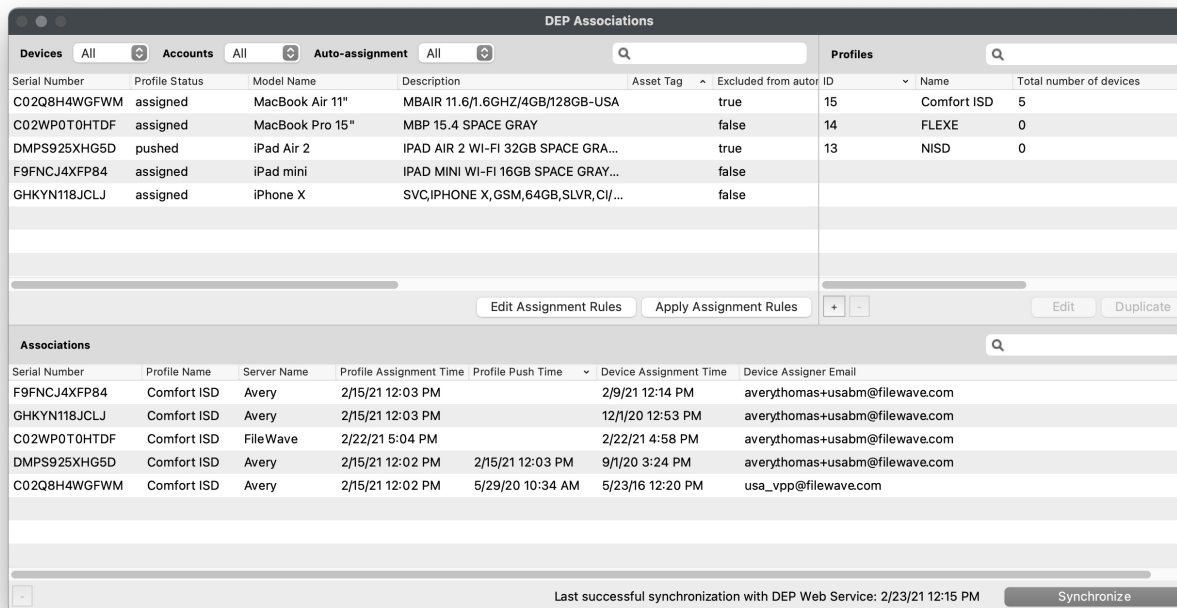 DEP Associations
Devices All Accounts All Auto-assignment All Profiles
Serial Number Profile Status Model Name Description Asset Tag Excluded from autor ID Name Total number of devices
C02Q8H4WGFWM assigned MacBook Air 11" MBAIR 11.6/1.6GHZ/4GB/128GB-USA true 15 Comfort ISD 5
C02WP0T0HTDF assigned MacBook Pro 15" MBP 15.4 SPACE GRAY false 14 FLEXE 0
DMPS925XHG5D pushed iPad Air 2 IPAD AIR 2 WI-FI 32GB SPACE GRA... true 13 NISD 0
F9FNCJ4XFP84 assigned iPad mini IPAD MINI WI-FI 16GB SPACE GRAY... false
GHKYN118JCLJ assigned iPhone X SVC,IPHONE X,GSM,64GB,SLVR,CI/... false
Edit Assignment Rules Apply Assignment Rules + - Edit Duplicate
Associations
Serial Number Profile Name Server Name Profile Assignment Time Profile Push Time Device Assignment Time Device Assigner Email
F9FNCJ4XFP84 Comfort ISD Avery 2/15/21 12:03 PM 2/9/21 12:14 PM avery.thomas+usabm@filewave.com
GHKYN118JCLJ Comfort ISD Avery 2/15/21 12:03 PM 12/1/20 12:53 PM avery.thomas+usabm@filewave.com
C02WP0T0HTDF Comfort ISD FileWave 2/22/21 5:04 PM 2/22/21 4:58 PM avery.thomas+usabm@filewave.com
DMPS925XHG5D Comfort ISD Avery 2/15/21 12:02 PM 2/15/21 12:03 PM 9/1/20 3:24 PM avery.thomas+usabm@filewave.com
C02Q8H4WGFWM Comfort ISD Avery 2/15/21 12:02 PM 5/29/20 10:34 AM 5/23/16 12:20 PM usa_vpp@filewave.com
- Last successful synchronization with DEP Web Service: 2/23/21 12:15 PM Synchronize